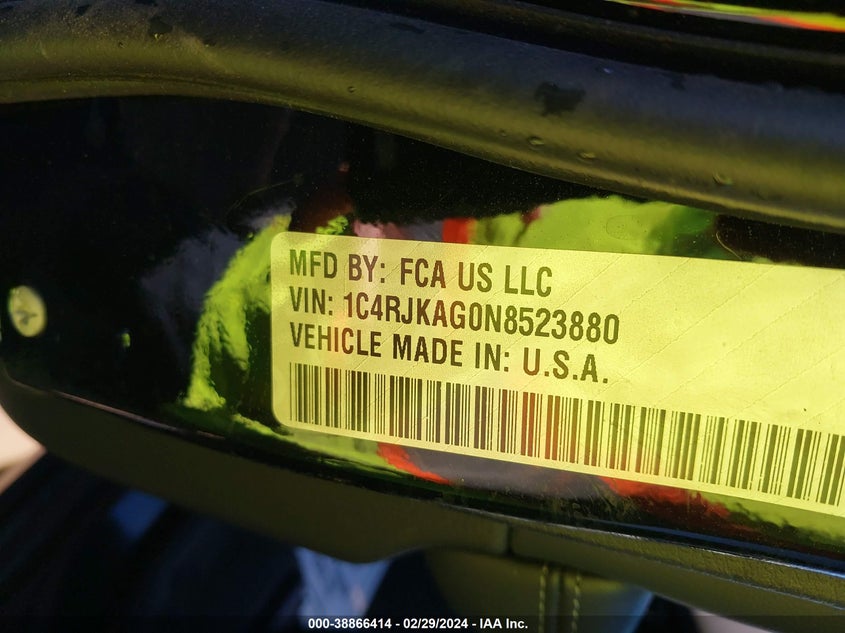 MFD BY: FCA US LLC
VIN: 1C4RJKAG0N8523880
VEHICLE MADE IN: U.S.A.
000-38866414 - 02/29/2024 - IAA Inc.